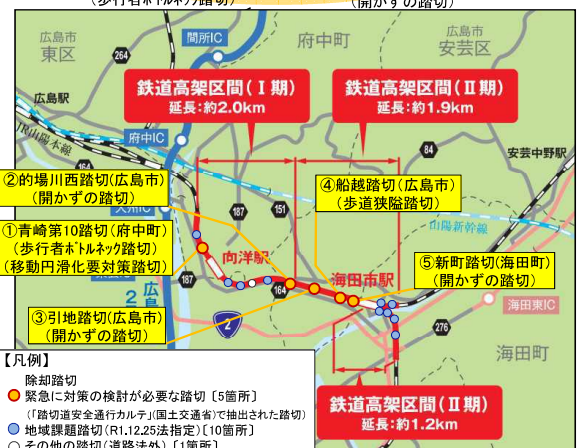 (歩行者ﾎﾞﾄﾙﾈｯｸ踏切)
(開かずの踏切)
広島市
東区
264
間所IC
府中町
広島市
安芸区
鉄道高架区間(Ⅰ期)
延長:約2.0km
鉄道高架区間(Ⅱ期)
延長:約1.9km
広島駅
JR山陽本線
府中IC
84
安芸中野駅
164
②的場川西踏切(広島市)
(開かずの踏切)
④船越踏切(広島市)
(歩道狭隘踏切)
187
151
山陽新幹線
①青崎第10踏切(府中町)
(歩行者ﾎﾞﾄﾙﾈｯｸ踏切)
(移動円滑化要対策踏切)
向洋駅
海田市駅
⑤新町踏切(海田町)
(開かずの踏切)
187
164
2
広島
海田東IC
③引地踏切(広島市)
(開かずの踏切)
2
276
海田町
【凡例】
除却踏切
緊急に対策の検討が必要な踏切〔5箇所〕
(「踏切道安全通行カルテ」(国土交通省)で抽出された踏切)
地域課題踏切(R1.12.25法指定)〔10箇所〕
その他の踏切(道路法外)〔1箇所〕
鉄道高架区間(Ⅱ期)
延長:約1.2km